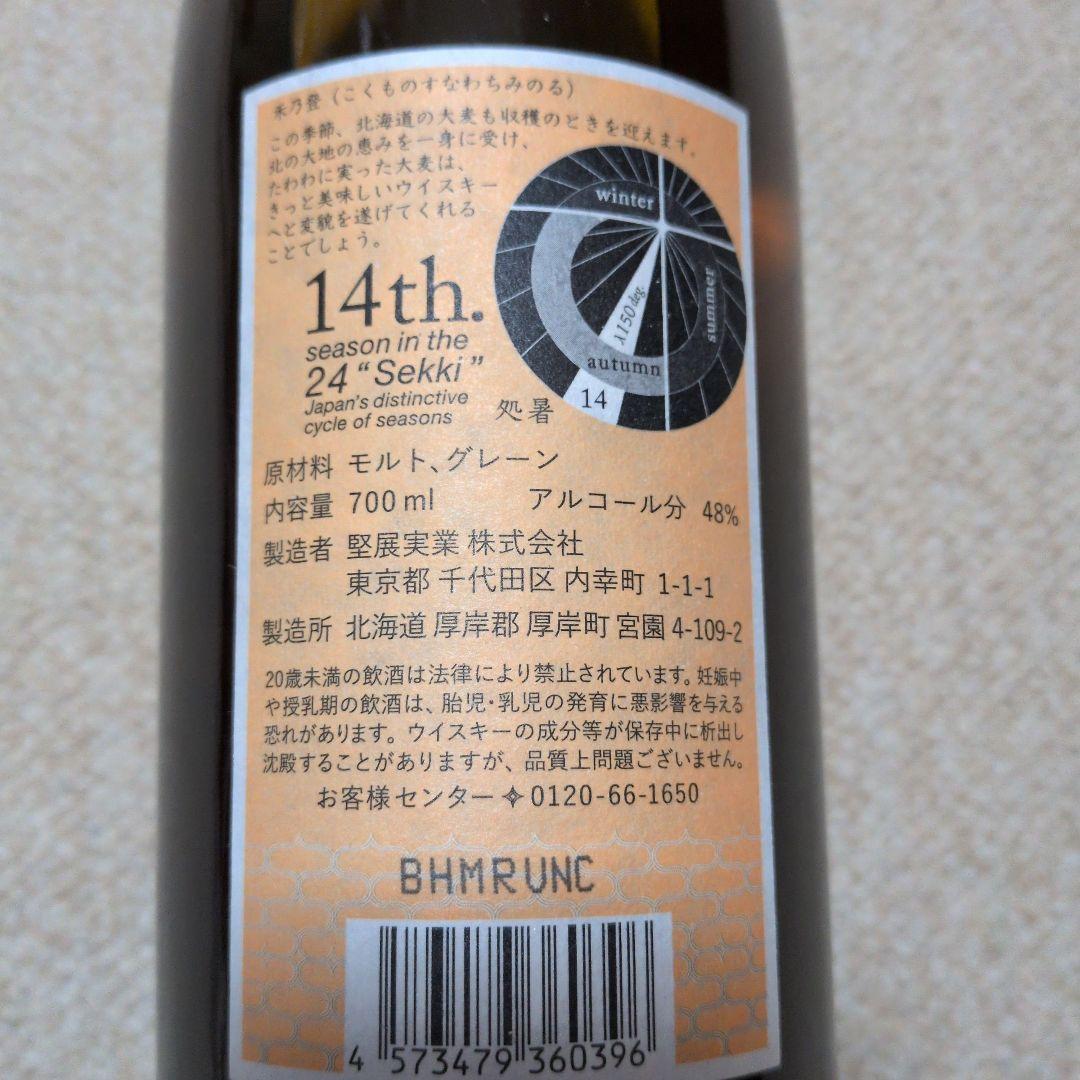 禾乃登(こくものすなわちみのる)
この季節、北海道の大麦も収穫のときを迎えます。
北の大地の恵みを一身に受け、
たわわに実った大麦は、
きっと美味しいウイスキー
へと変貌を遂げてくれる
ことでしょう。
winter
summer
λ150 deg.
autumn
14
14th.
season in the
24 “Sekki”
Japan's distinctive
cycle of seasons
処暑
原材料 モルト、グレーン
内容量 700 ml アルコール分 48%
製造者 堅展実業 株式会社
東京都 千代田区 内幸町 1-1-1
製造所 北海道 厚岸郡 厚岸町 宮園 4-109-2
20歳未満の飲酒は法律により禁止されています。妊娠中
や授乳期の飲酒は、胎児・乳児の発育に悪影響を与える
恐れがあります。ウイスキーの成分等が保存中に析出し
沈殿することがありますが、品質上問題ございません。
お客様センター✧0120-66-1650
BHMRUNC
4 573479 360396